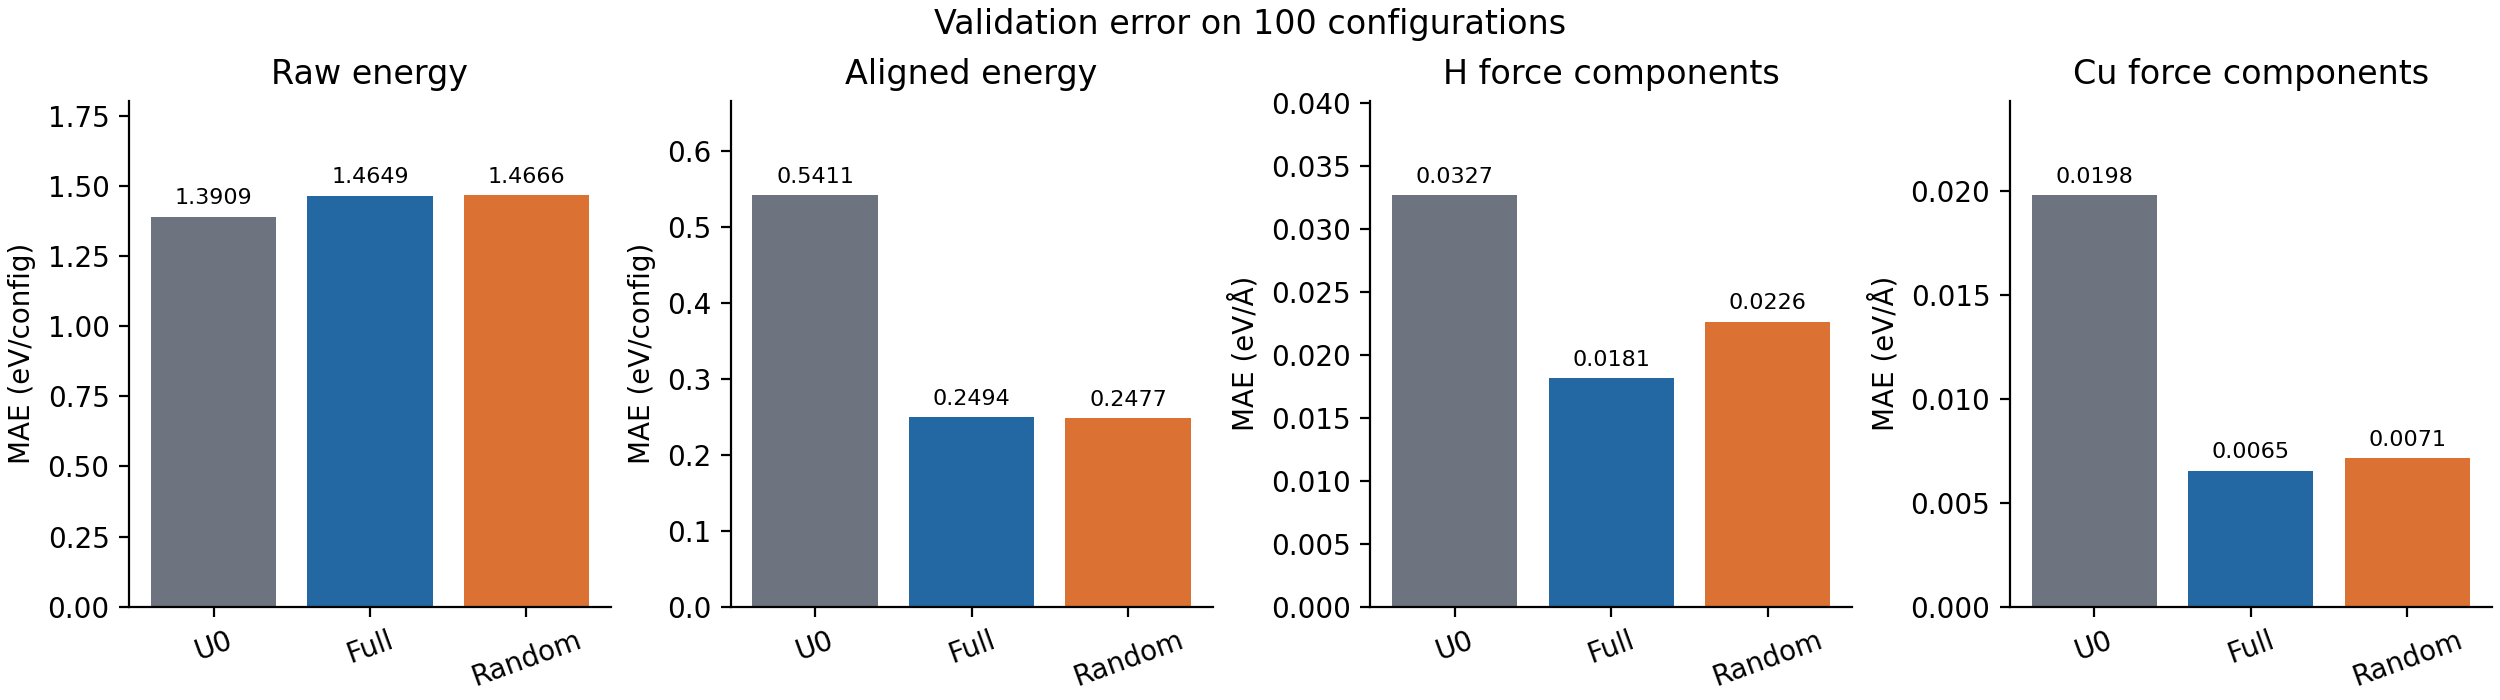 Validation error on 100 configurations
Raw energy
MAE (eV/config)
1.75
1.50
1.25
1.00
0.75
0.50
0.25
0.00
1.3909
1.4649
1.4666
U0
Full
Random
Aligned energy
MAE (eV/config)
0.6
0.5
0.4
0.3
0.2
0.1
0.0
0.5411
0.2494
0.2477
U0
Full
Random
H force components
MAE (eV/Å)
0.040
0.035
0.030
0.025
0.020
0.015
0.010
0.005
0.000
0.0327
0.0181
0.0226
U0
Full
Random
Cu force components
MAE (eV/Å)
0.020
0.015
0.010
0.005
0.000
0.0198
0.0065
0.0071
U0
Full
Random